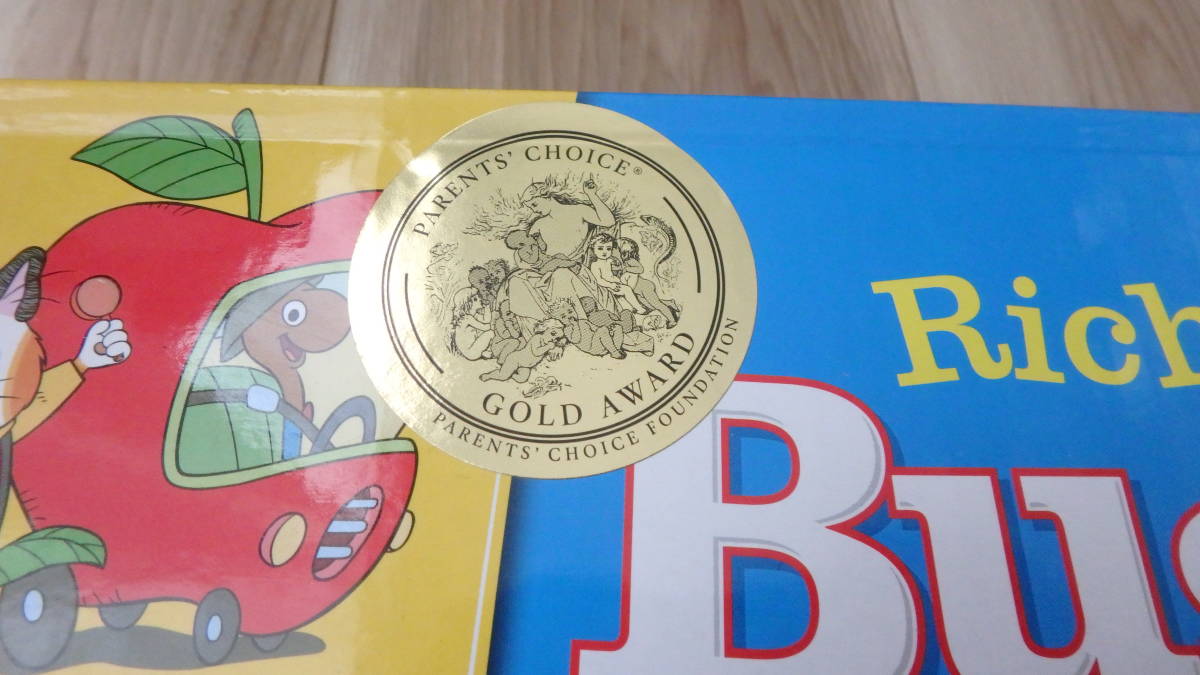 PARENTS' CHOICE®
GOLD AWARD
PARENTS' CHOICE FOUNDATION
Rich
Bu